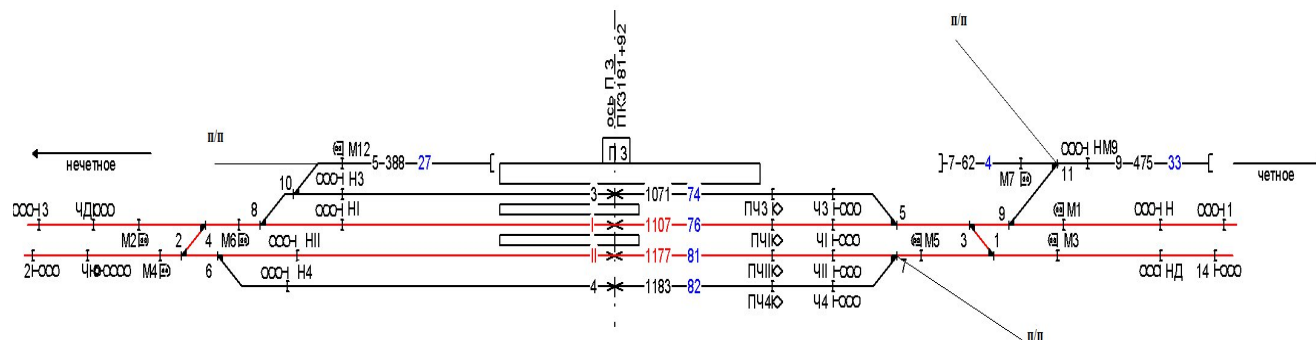 п/п
ось П З
ПК3181+92
п/п
М12
5-388-27
П З
НМ9
]-7-62-4
9-475-33
нечетное
четное
М7
11
10
Н3
3
1071
74
3
ЧД
НI
ПЧ3
Ч3
5
9
М1
Н
1
8
I
1107
76
М2
2
4
М6
НII
ПЧI
ЧI
М5
3
1
М3
2
Ч
М4
6
Н4
II
1177
81
ПЧII
ЧII
7
НД
14
4
1183
82
ПЧ4
Ч4
п/п